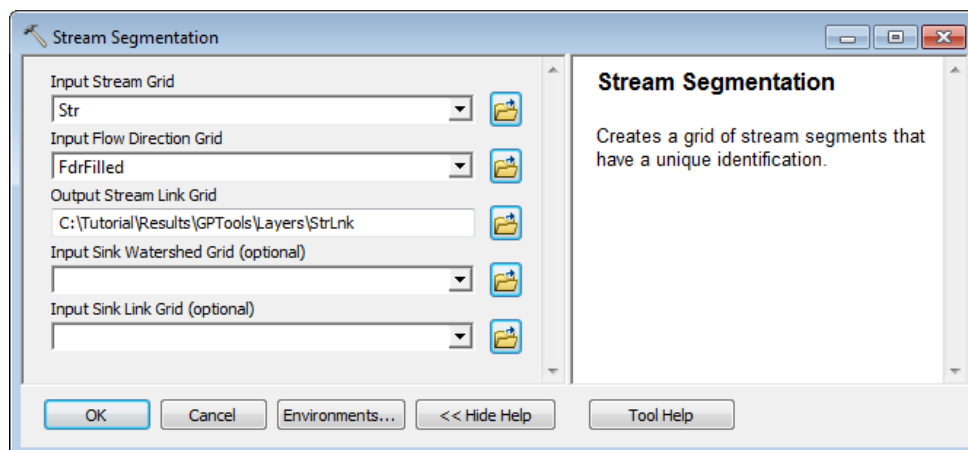 Stream Segmentation
Input Stream Grid
Str
Input Flow Direction Grid
FdrFilled
Output Stream Link Grid
C:\Tutorial\Results\GPTools\Layers\StrLnk
Input Sink Watershed Grid (optional)
Input Sink Link Grid (optional)
Stream Segmentation
Creates a grid of stream segments that
have a unique identification.
OK
Cancel
Environments...
<< Hide Help
Tool Help